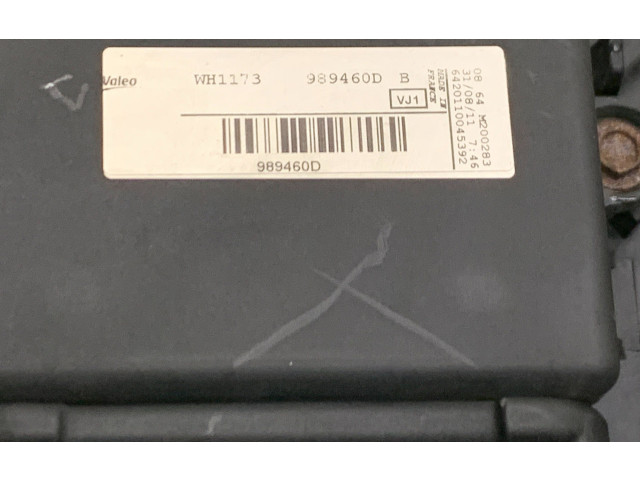 Valeo
WH1173 989460D B
VJ1
MADE IN
FRANCE
989460D
08 64 M200283
31/08/11 7:46
6420110045392